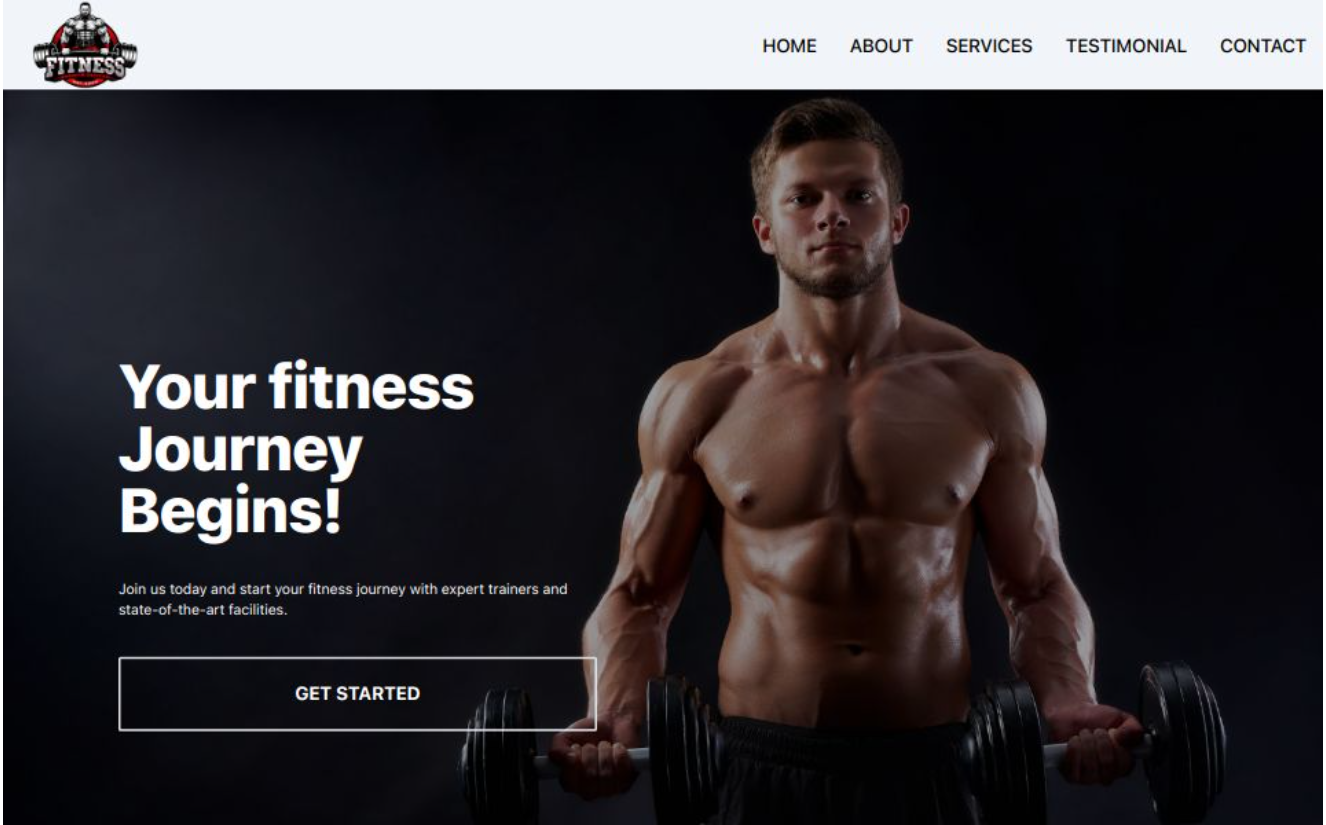 FITNESS
HOME ABOUT SERVICES TESTIMONIAL CONTACT
Your fitness
Journey
Begins!
Join us today and start your fitness journey with expert trainers and
state-of-the-art facilities.
GET STARTED